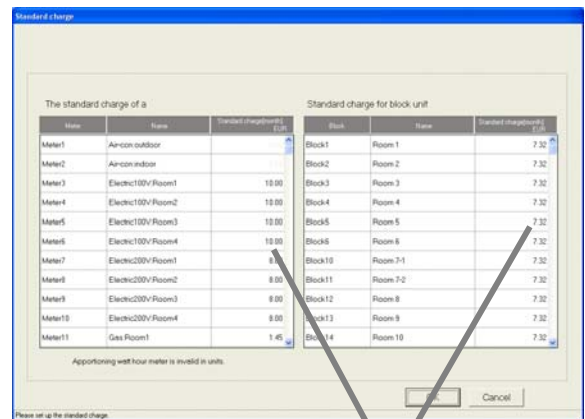 Standard charge
The standard charge of a
Standard charge for block unit
Meter Name Standard charge[month] EUR
Block Name Standard charge[month] EUR
Meter1 Air-con:outdoor
Block1 Room 1 7.32
Meter2 Air-con:indoor
Block2 Room 2 7.32
Meter3 Electric100V:Room1 10.00
Block3 Room 3 7.32
Meter4 Electric100V:Room2 10.00
Block4 Room 4 7.32
Meter5 Electric100V:Room3 10.00
Block5 Room 5 7.32
Meter6 Electric100V:Room4 10.00
Block6 Room 6 7.32
Meter7 Electric200V:Room1 8.00
Block10 Room 7-1 7.32
Meter8 Electric200V:Room2 8.00
Block11 Room 7-2 7.32
Meter9 Electric200V:Room3 8.00
Block12 Room 8 7.32
Meter10 Electric200V:Room4 8.00
Block13 Room 9 7.32
Meter11 Gas:Room1 1.45
Block14 Room 10 7.32
Apportioning watt hour meter is invalid in units.
OK
Cancel
Please set up the standard charge.